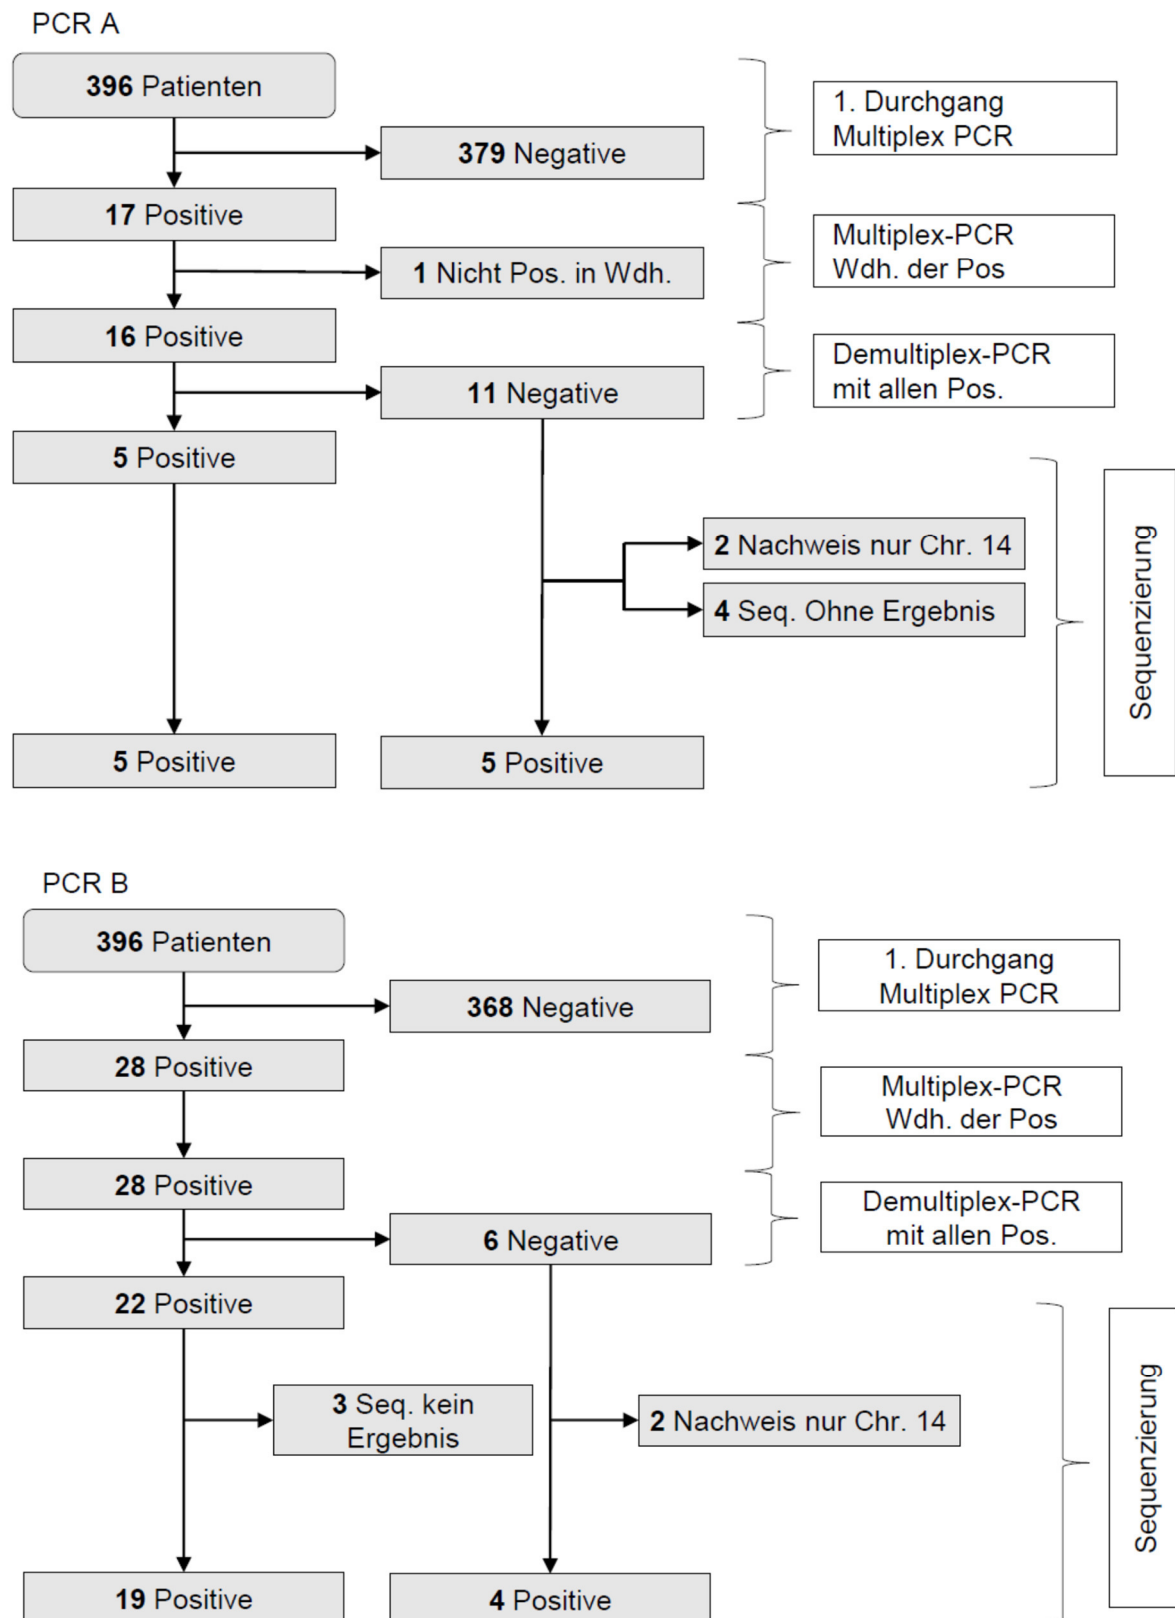 PCR A
396 Patienten
1. Durchgang
Multiplex PCR
379 Negative
17 Positive
Multiplex-PCR
Wdh. der Pos
1 Nicht Pos. in Wdh.
16 Positive
Demultiplex-PCR
mit allen Pos.
11 Negative
5 Positive
2 Nachweis nur Chr. 14
4 Seq. Ohne Ergebnis
Sequenzierung
5 Positive
5 Positive
PCR B
396 Patienten
1. Durchgang
Multiplex PCR
368 Negative
28 Positive
Multiplex-PCR
Wdh. der Pos
28 Positive
Demultiplex-PCR
mit allen Pos.
6 Negative
22 Positive
3 Seq. kein
Ergebnis
2 Nachweis nur Chr. 14
Sequenzierung
19 Positive
4 Positive